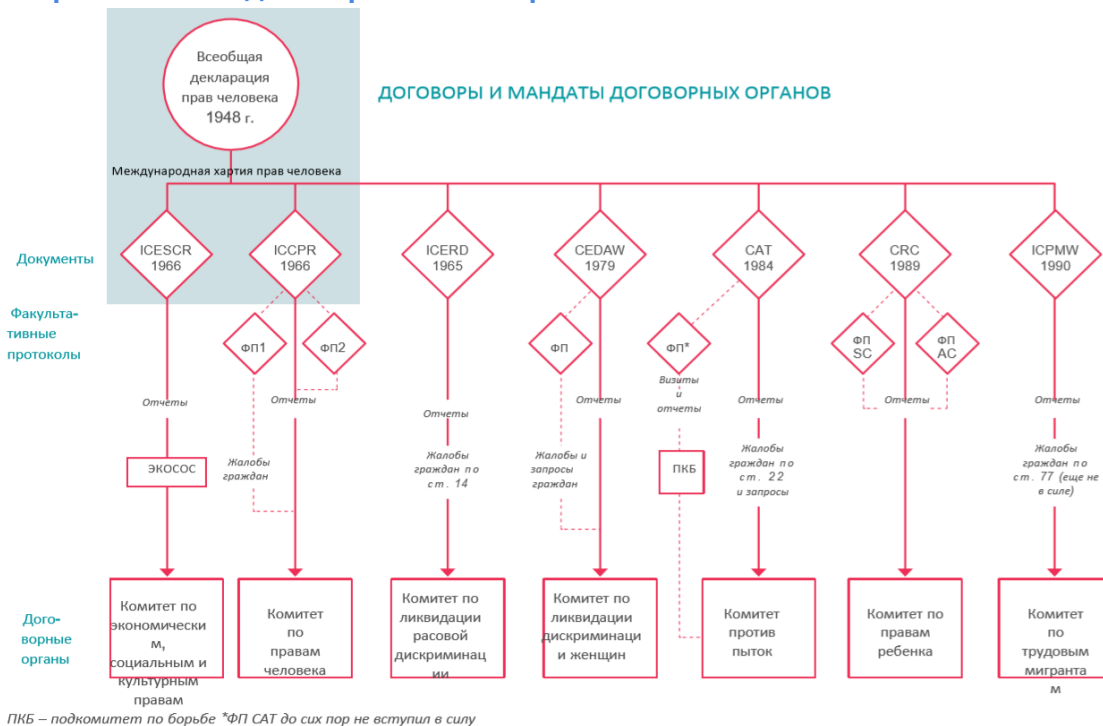 Всеобщая
декларация
прав человека
1948 г.
ДОГОВОРЫ И МАНДАТЫ ДОГОВОРНЫХ ОРГАНОВ
Международная хартия прав человека
Документы
ICESCR
1966
ICCPR
1966
ICERD
1965
CEDAW
1979
CAT
1984
CRC
1989
ICPMW
1990
Факульта-
тивные
протоколы
ФП1
ФП2
ФП
ФП*
ФП
SC
ФП
AC
Визиты
и
отчеты
Отчеты
Отчеты
Отчеты
Отчеты
Отчеты
Отчеты
Отчеты
ЭКОСОС
Жалобы
граждан
Жалобы
граждан по
ст. 14
Жалобы и
запросы
граждан
ПКБ
Жалобы
граждан по
ст. 22
и запросы
Жалобы
граждан по
ст. 77 (еще не
в силе)
Дого-
ворные
органы
Комитет по
экономически
м,
социальным и
культурным
правам
Комитет
по
правам
человека
Комитет по
ликвидации
расовой
дискриминац
ии
Комитет по
ликвидации
дискриминаци
и женщин
Комитет
против
пыток
Комитет по
правам
ребенка
Комитет
по
трудовым
мигранта
м
ПКБ – подкомитет по борьбе *ФП CAT до сих пор не вступил в силу